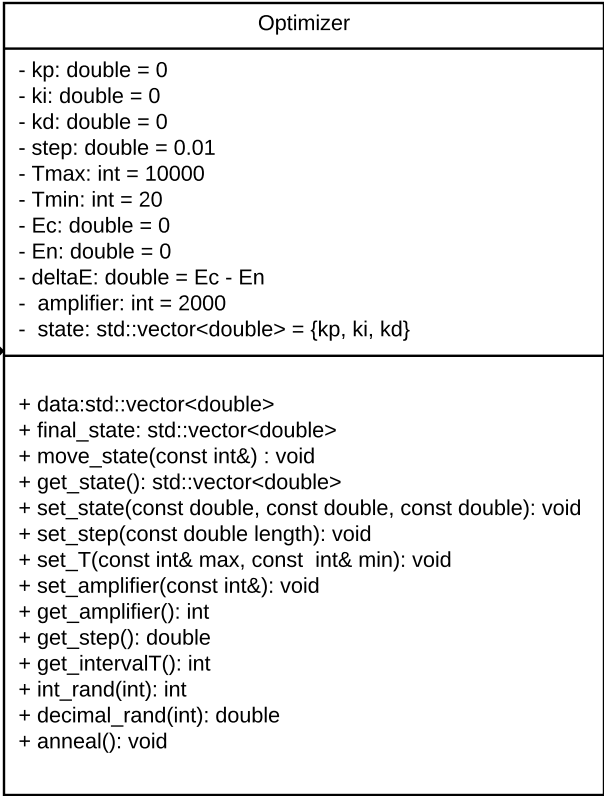 Optimizer
- kp: double = 0
- ki: double = 0
- kd: double = 0
- step: double = 0.01
- Tmax: int = 10000
- Tmin: int = 20
- Ec: double = 0
- En: double = 0
- deltaE: double = Ec - En
-  amplifier: int = 2000
-  state: std::vector<double> = {kp, ki, kd}
+ data:std::vector<double>
+ final_state: std::vector<double>
+ move_state(const int&) : void
+ get_state(): std::vector<double>
+ set_state(const double, const double, const double): void
+ set_step(const double length): void
+ set_T(const int& max, const  int& min): void
+ set_amplifier(const int&): void
+ get_amplifier(): int
+ get_step(): double
+ get_intervalT(): int
+ int_rand(int): int
+ decimal_rand(int): double
+ anneal(): void